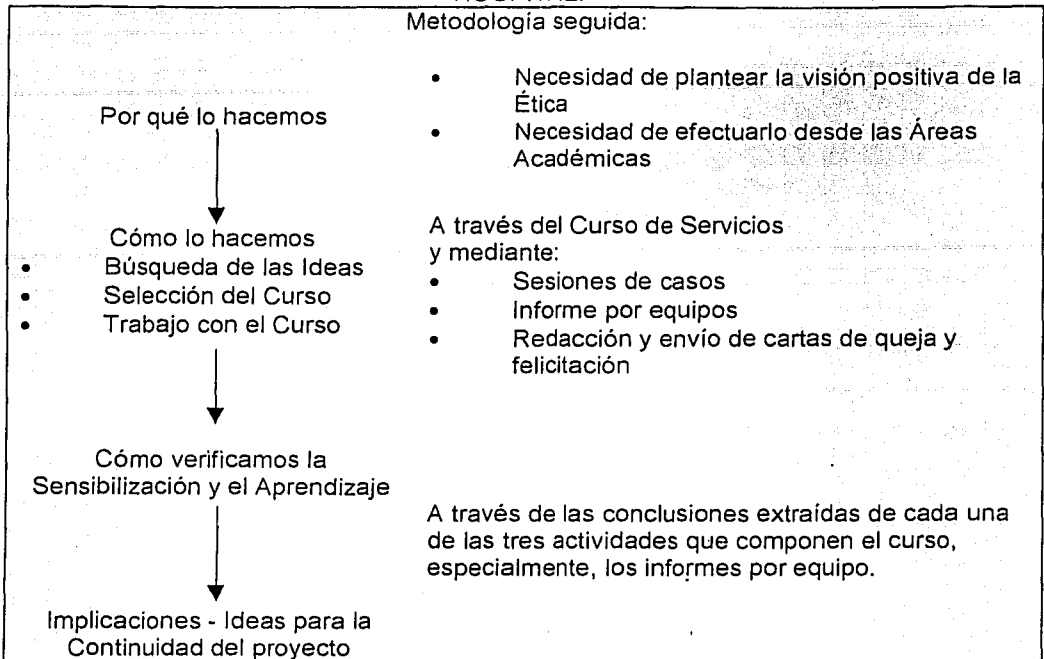 Metodología seguida:
• Necesidad de plantear la visión positiva de la
Ética
• Necesidad de efectuarlo desde las Áreas
Académicas
Por qué lo hacemos
Cómo lo hacemos
• Búsqueda de las Ideas
• Selección del Curso
• Trabajo con el Curso
A través del Curso de Servicios
y mediante:
• Sesiones de casos
• Informe por equipos
• Redacción y envío de cartas de queja y
felicitación
Cómo verificamos la
Sensibilización y el Aprendizaje
A través de las conclusiones extraídas de cada una
de las tres actividades que componen el curso,
especialmente, los informes por equipo.
Implicaciones - Ideas para la
Continuidad del proyecto